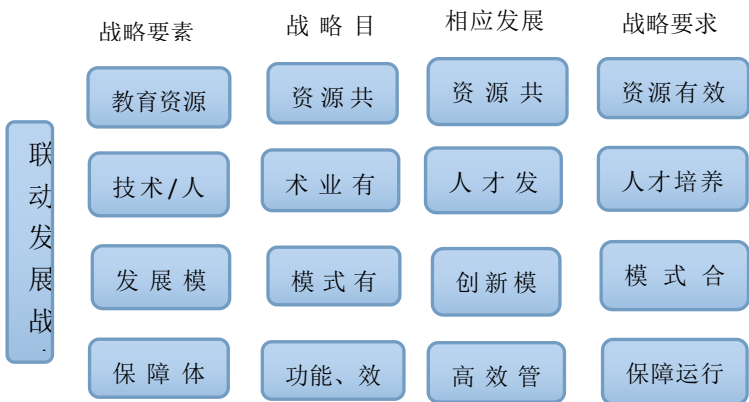 战略要素 战略目 相应发展 战略要求
教育资源 资源共 资源共 资源有效
联动发展战
技术/人 术业有 人才发 人才培养
发展模 模式有 创新模 模式合
保障体 功能、效 高效管 保障运行